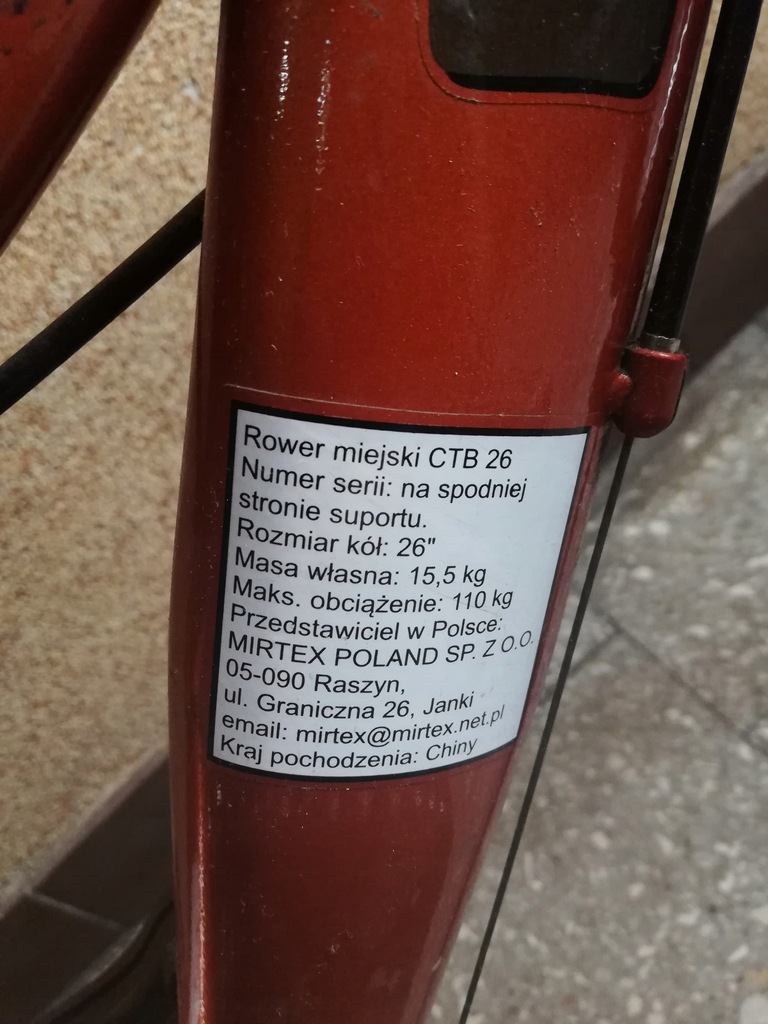 Rower miejski CTB 26
Numer serii: na spodniej
stronie suportu.
Rozmiar kół: 26"
Masa własna: 15,5 kg
Maks. obciążenie: 110 kg
Przedstawiciel w Polsce:
MIRTEX POLAND SP. Z O.O.
05-090 Raszyn,
ul. Graniczna 26, Janki
email: mirtex@mirtex.net.pl
Kraj pochodzenia: Chiny